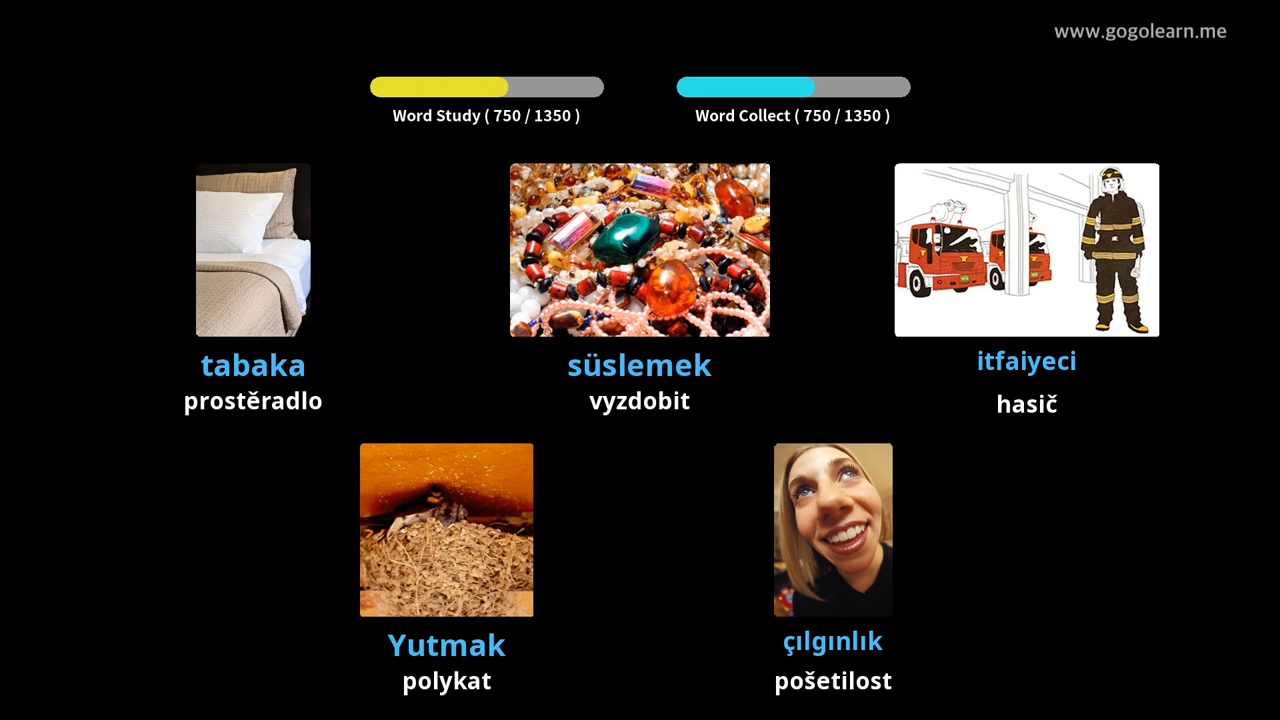 www.gogolearn.me
Word Study ( 750 / 1350 )
Word Collect ( 750 / 1350 )
tabaka
prostěradlo
süslemek
vyzdobit
itfaiyeci
hasič
Yutmak
polykat
çılgınlık
pošetilost